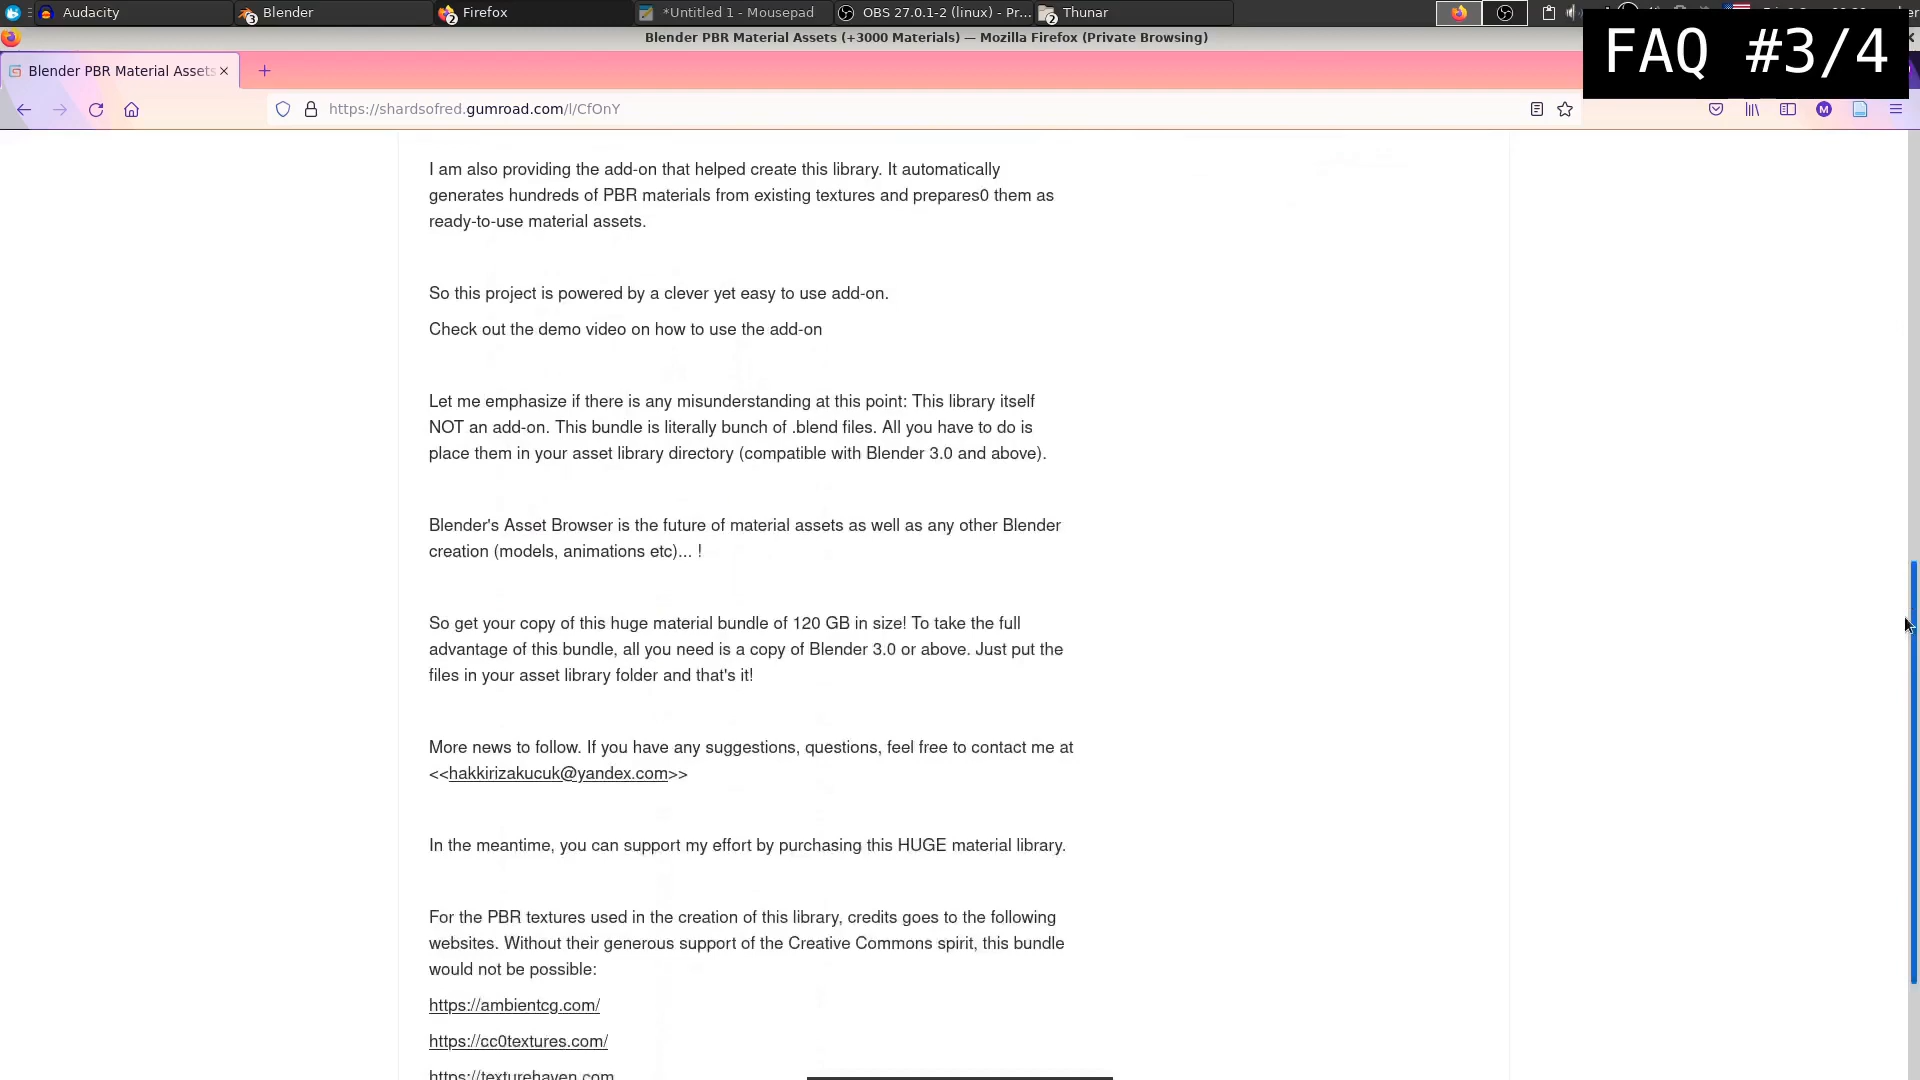 Audacity
3 Blender
2 Firefox
*Untitled 1 - Mousepad
OBS 27.0.1-2 (linux) - Pr...
2 Thunar
Blender PBR Material Assets (+3000 Materials) — Mozilla Firefox (Private Browsing)
FAQ #3/4
Blender PBR Material Assets
https://shardsofred.gumroad.com/l/CfOnY
M
I am also providing the add-on that helped create this library. It automatically
generates hundreds of PBR materials from existing textures and prepares0 them as
ready-to-use material assets.
So this project is powered by a clever yet easy to use add-on.
Check out the demo video on how to use the add-on
Let me emphasize if there is any misunderstanding at this point: This library itself
NOT an add-on. This bundle is literally bunch of .blend files. All you have to do is
place them in your asset library directory (compatible with Blender 3.0 and above).
Blender's Asset Browser is the future of material assets as well as any other Blender
creation (models, animations etc)... !
So get your copy of this huge material bundle of 120 GB in size! To take the full
advantage of this bundle, all you need is a copy of Blender 3.0 or above. Just put the
files in your asset library folder and that's it!
More news to follow. If you have any suggestions, questions, feel free to contact me at
<<hakkirizakucuk@yandex.com>>
In the meantime, you can support my effort by purchasing this HUGE material library.
For the PBR textures used in the creation of this library, credits goes to the following
websites. Without their generous support of the Creative Commons spirit, this bundle
would not be possible:
https://ambientcg.com/
https://cc0textures.com/
https://texturehaven.com